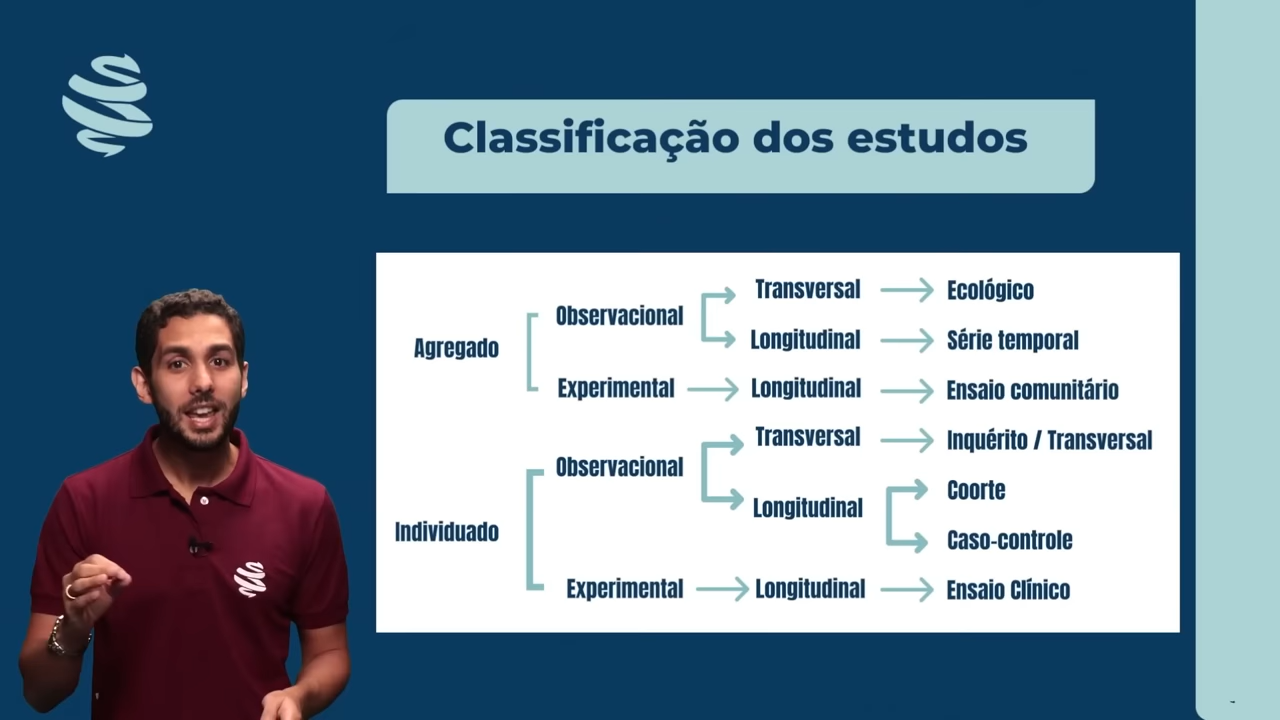 Classificação dos estudos
Transversal
Ecológico
Observacional
Longitudinal
Série temporal
Agregado
Experimental
Longitudinal
Ensaio comunitário
Transversal
Inquérito / Transversal
Observacional
Coorte
Longitudinal
Individuado
Caso-controle
Experimental
Longitudinal
Ensaio Clínico